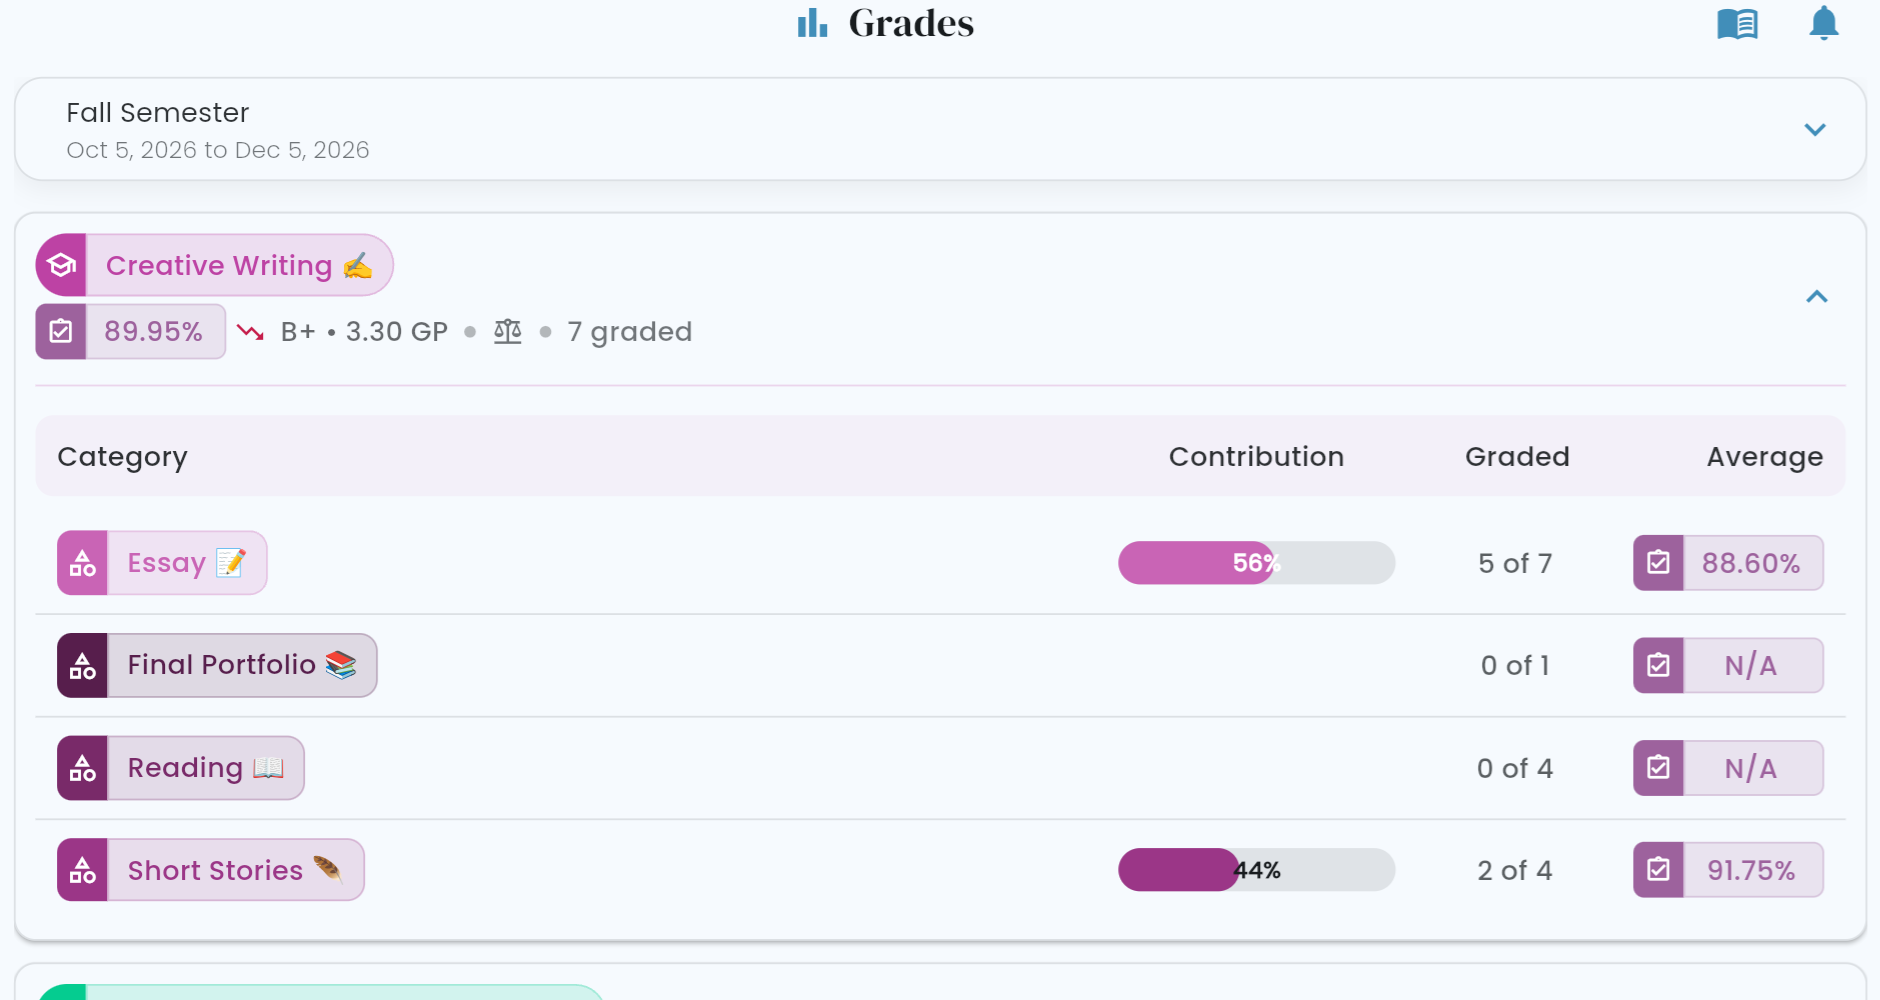 Grades
Fall Semester
Oct 5, 2026 to Dec 5, 2026
Creative Writing ✍️
89.95% B+ • 3.30 GP • • 7 graded
Category Contribution Graded Average
Essay 📝 56% 5 of 7 88.60%
Final Portfolio 📚 0 of 1 N/A
Reading 📖 0 of 4 N/A
Short Stories 🪶 44% 2 of 4 91.75%